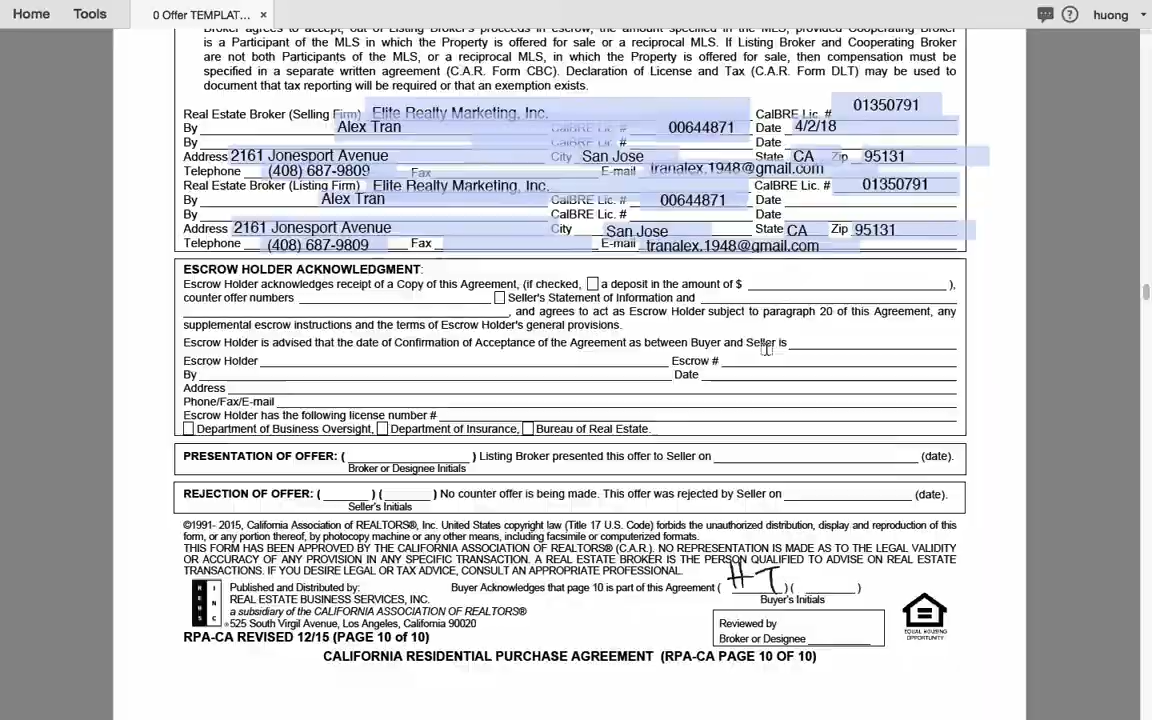 Home Tools 0 Offer TEMPLAT... × huong
Broker agrees to accept, out of Listing Broker's proceeds in escrow, the amount specified in the MLS, provided Cooperating Broker
is a Participant of the MLS in which the Property is offered for sale or a reciprocal MLS. If Listing Broker and Cooperating Broker
are not both Participants of the MLS, or a reciprocal MLS, in which the Property is offered for sale, then compensation must be
specified in a separate written agreement (C.A.R. Form CBC). Declaration of License and Tax (C.A.R. Form DLT) may be used to
document that tax reporting will be required or that an exemption exists.
Real Estate Broker (Selling Firm) Elite Realty Marketing, Inc. CalBRE Lic. # 01350791
By Alex Tran CalBRE Lic. # 00644871 Date 4/2/18
By CalBRE Lic. # Date
Address 2161 Jonesport Avenue City San Jose State CA Zip 95131
Telephone (408) 687-9809 Fax E-mail tranalex.1948@gmail.com
Real Estate Broker (Listing Firm) Elite Realty Marketing, Inc. CalBRE Lic. # 01350791
By Alex Tran CalBRE Lic. # 00644871 Date
By CalBRE Lic. # Date
Address 2161 Jonesport Avenue City San Jose State CA Zip 95131
Telephone (408) 687-9809 Fax E-mail tranalex.1948@gmail.com
ESCROW HOLDER ACKNOWLEDGMENT:
Escrow Holder acknowledges receipt of a Copy of this Agreement, (if checked, a deposit in the amount of $ ),
counter offer numbers Seller's Statement of Information and
, and agrees to act as Escrow Holder subject to paragraph 20 of this Agreement, any
supplemental escrow instructions and the terms of Escrow Holder's general provisions.
Escrow Holder is advised that the date of Confirmation of Acceptance of the Agreement as between Buyer and Seller is
Escrow Holder Escrow #
By Date
Address
Phone/Fax/E-mail
Escrow Holder has the following license number #
Department of Business Oversight, Department of Insurance, Bureau of Real Estate.
PRESENTATION OF OFFER: ( ) Listing Broker presented this offer to Seller on (date).
Broker or Designee Initials
REJECTION OF OFFER: ( ) ( ) No counter offer is being made. This offer was rejected by Seller on (date).
Seller's Initials
©1991- 2015, California Association of REALTORS®, Inc. United States copyright law (Title 17 U.S. Code) forbids the unauthorized distribution, display and reproduction of this
form, or any portion thereof, by photocopy machine or any other means, including facsimile or computerized formats.
THIS FORM HAS BEEN APPROVED BY THE CALIFORNIA ASSOCIATION OF REALTORS® (C.A.R.). NO REPRESENTATION IS MADE AS TO THE LEGAL VALIDITY
OR ACCURACY OF ANY PROVISION IN ANY SPECIFIC TRANSACTION. A REAL ESTATE BROKER IS THE PERSON QUALIFIED TO ADVISE ON REAL ESTATE
TRANSACTIONS. IF YOU DESIRE LEGAL OR TAX ADVICE, CONSULT AN APPROPRIATE PROFESSIONAL.
Published and Distributed by: Buyer Acknowledges that page 10 is part of this Agreement ( HT ) ( )
REAL ESTATE BUSINESS SERVICES, INC. Buyer's Initials
a subsidiary of the CALIFORNIA ASSOCIATION OF REALTORS®
525 South Virgil Avenue, Los Angeles, California 90020
Reviewed by
Broker or Designee
EQUAL HOUSING
OPPORTUNITY
RPA-CA REVISED 12/15 (PAGE 10 of 10)
CALIFORNIA RESIDENTIAL PURCHASE AGREEMENT (RPA-CA PAGE 10 OF 10)